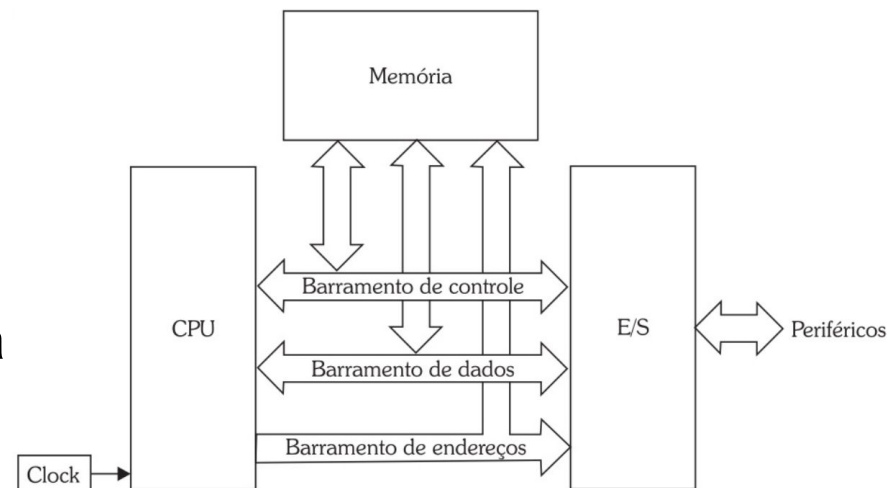 Memória
Barramento de controle
CPU
E/S
Periféricos
Barramento de dados
Barramento de endereços
Clock